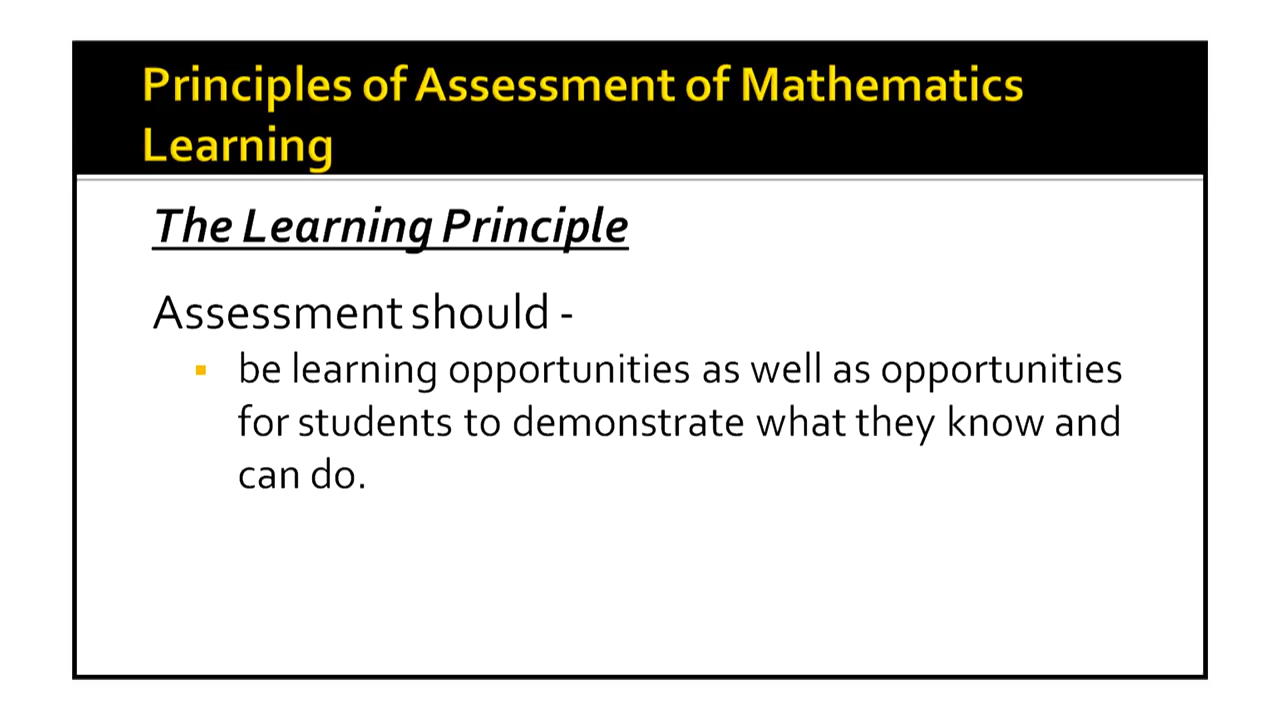 Principles of Assessment of Mathematics
Learning
The Learning Principle
Assessment should -
be learning opportunities as well as opportunities
for students to demonstrate what they know and
can do.